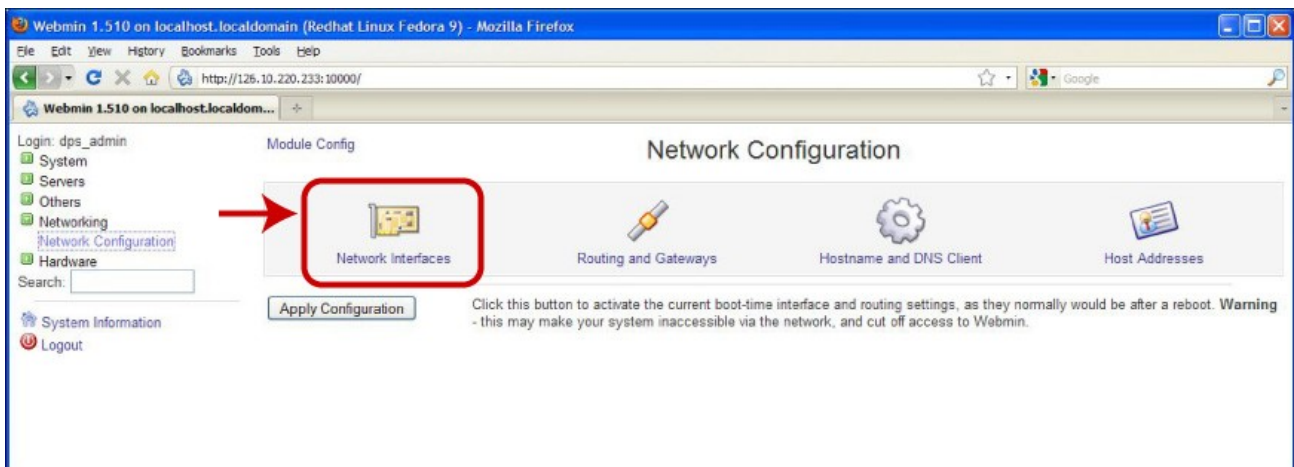 Webmin 1.510 on localhost.localdomain (Redhat Linux Fedora 9) - Mozilla Firefox
File Edit View History Bookmarks Tools Help
http://126.10.220.233:10000/
Google
Webmin 1.510 on localhost.localdom...
Login: dps_admin
System
Servers
Others
Networking
Network Configuration
Hardware
Search:
System Information
Logout
Module Config
Network Configuration
Network Interfaces
Routing and Gateways
Hostname and DNS Client
Host Addresses
Apply Configuration
Click this button to activate the current boot-time interface and routing settings, as they normally would be after a reboot. Warning
- this may make your system inaccessible via the network, and cut off access to Webmin.